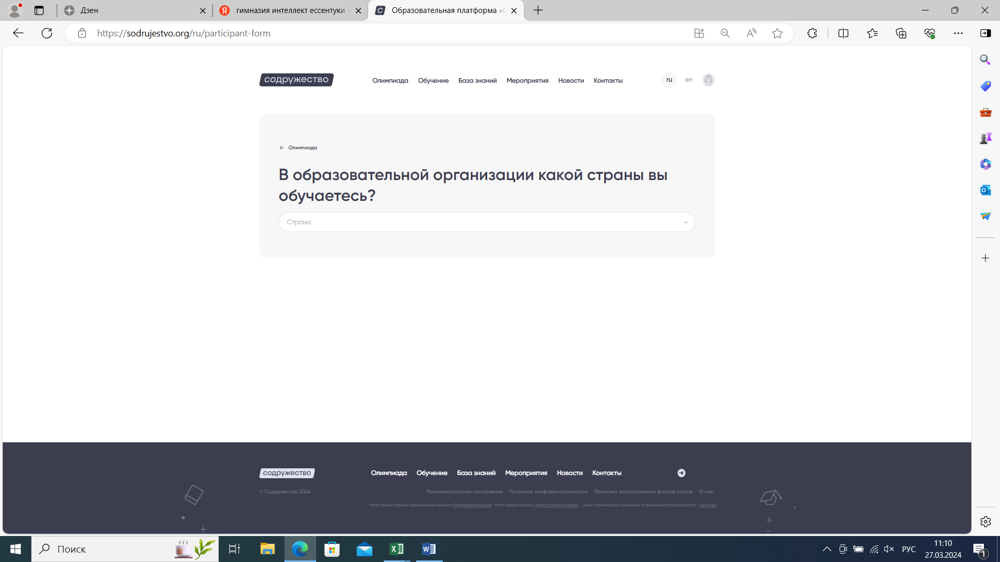 Дзен
гимназия интеллект ессентуки -
Образовательная платформа «С
https://sodrujestvo.org/ru/participant-form
содружество
Олимпиада Обучение База знаний Мероприятия Новости Контакты
ru en
Олимпиада
В образовательной организации какой страны вы
обучаетесь?
Страна
содружество
Олимпиада Обучение База знаний Мероприятия Новости Контакты
© Содружество 2024
Пользовательское соглашение Политика конфиденциальности Политика использования файлов cookie О нас
Фото предоставлены официальным каналом Росфинмониторинга. Фото предоставлены пресс-службой Кремля. Охват олимпиадного движения по финансовой безопасности - источник
Поиск
РУС
11:10
27.03.2024
1